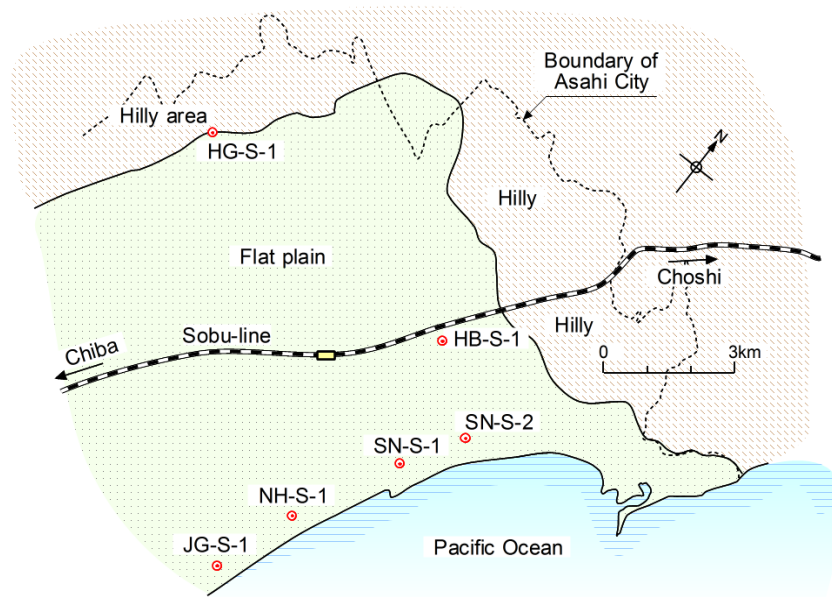 Boundary of
Asahi City
Hilly area
N
HG-S-1
Hilly
Flat plain
Choshi
Sobu-line
Chiba
HB-S-1
Hilly
0
3km
SN-S-2
SN-S-1
NH-S-1
JG-S-1
Pacific Ocean